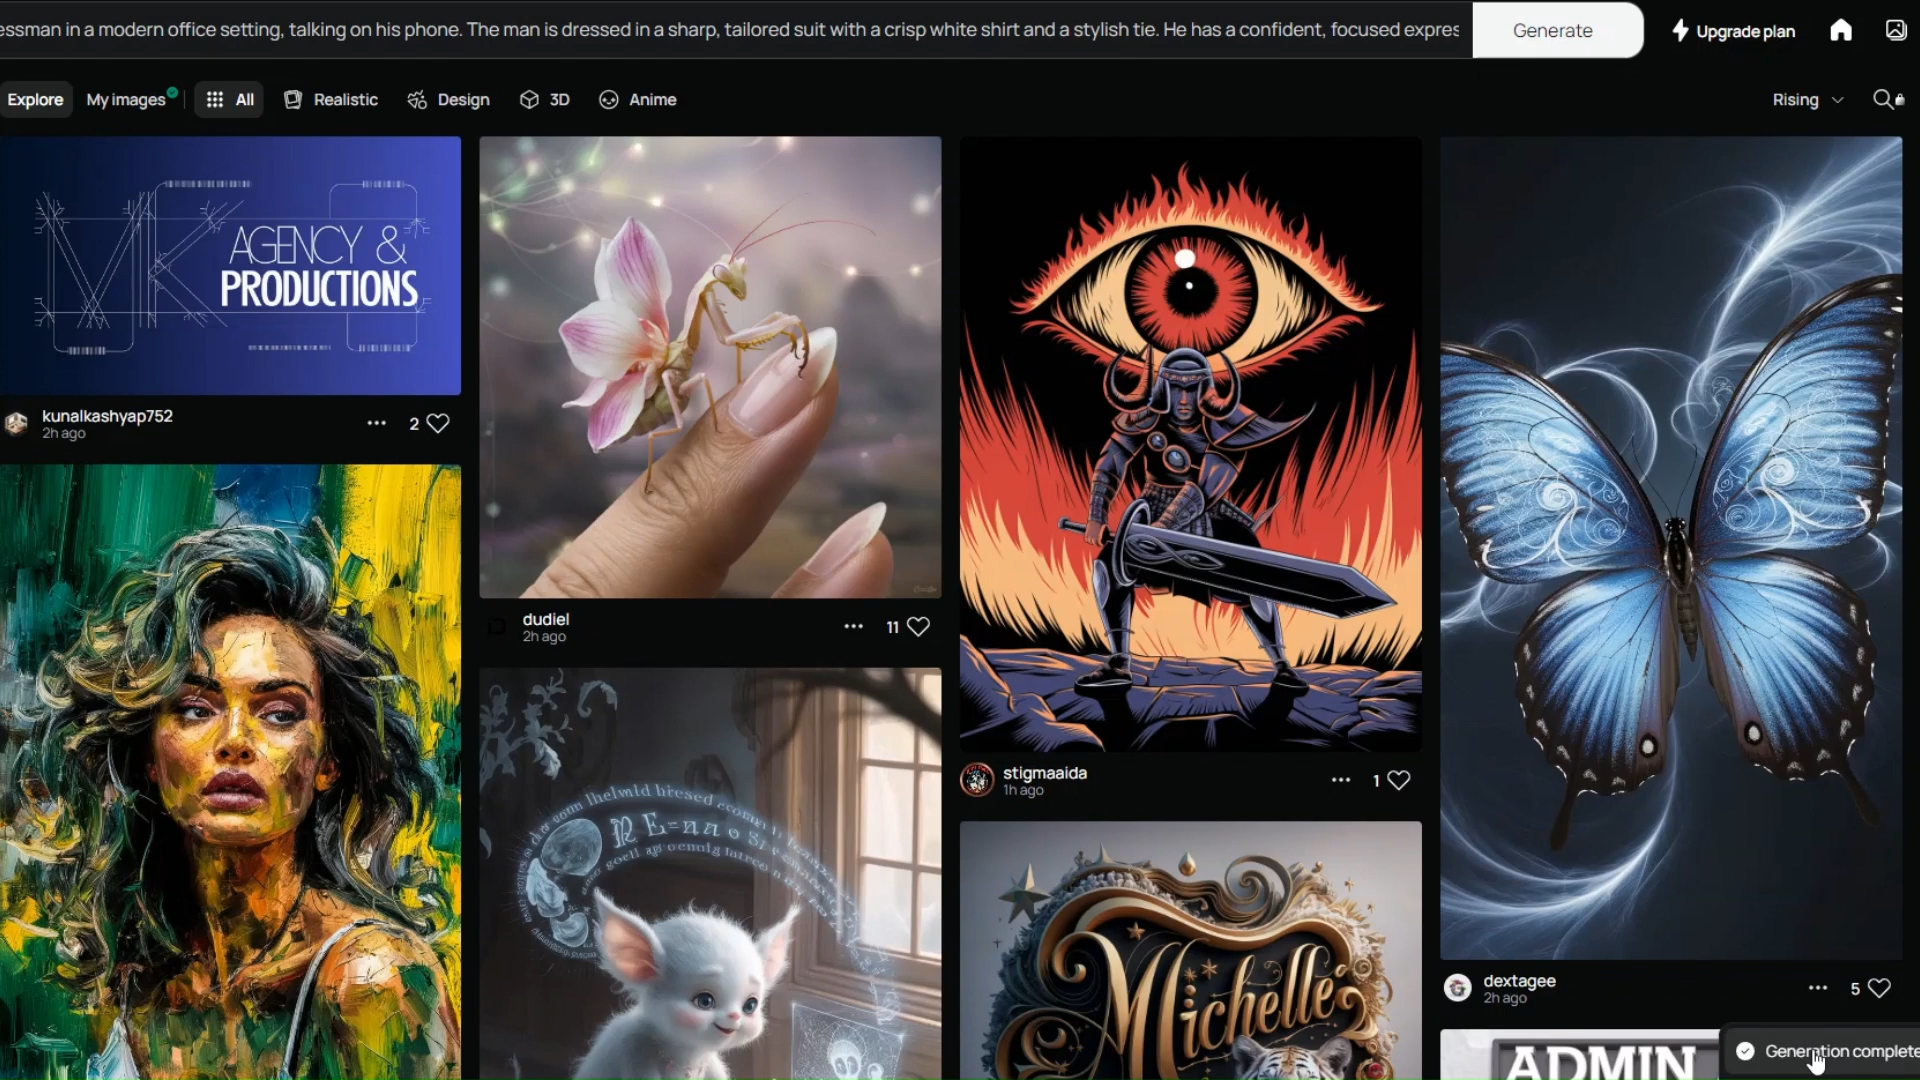 essman in a modern office setting, talking on his phone. The man is dressed in a sharp, tailored suit with a crisp white shirt and a stylish tie. He has a confident, focused expres
Generate
Upgrade plan
Explore
My images
All
Realistic
Design
3D
Anime
Rising
AGENCY &
PRODUCTIONS
kunalkashyap752
2h ago
2
dudiel
2h ago
11
stigmaaida
1h ago
1
Michelle
dextagee
2h ago
5
ADMIN
Generation complete